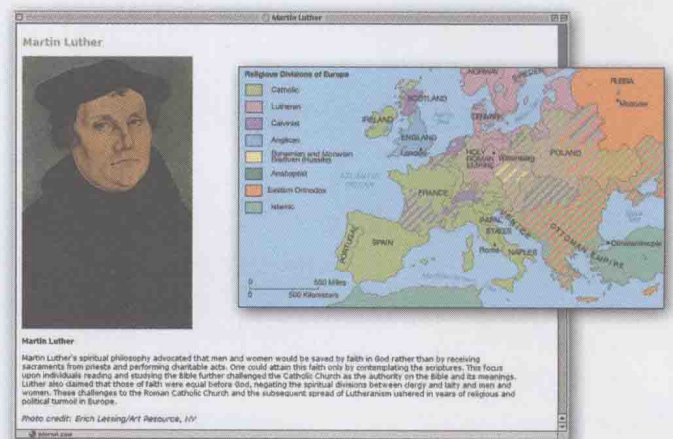 Martin Luther
Martin Luther
Religious Divisions of Europe
Catholic
Lutheran
Calvinist
Anglican
Bohemian and Moravian
Brethren (Hussite)
Anabaptist
Eastern Orthodox
Islamic
NORWAY
SWEDEN
RUSSIA
Moscow
SCOTLAND
IRELAND
DENMARK
ENGLAND
London
HOLY
ROMAN
EMPIRE
Wittenberg
POLAND
ATLANTIC
OCEAN
FRANCE
VENICE
PAPAL
STATES
OTTOMAN EMPIRE
Constantinople
PORTUGAL
SPAIN
Rome
NAPLES
0 500 Miles
0 500 Kilometers
Martin Luther
Martin Luther's spiritual philosophy advocated that men and women would be saved by faith in God rather than by receiving
sacraments from priests and performing charitable acts. One could attain this faith only by contemplating the scriptures. This focus
upon individuals reading and studying the Bible further challenged the Catholic Church as the authority on the Bible and its meanings.
Luther also claimed that those of faith were equal before God, negating the spiritual divisions between clergy and laity and men and
women. These challenges to the Roman Catholic Church and the subsequent spread of Lutheranism ushered in years of religious and
political turmoil in Europe.
Photo credit: Erich Lessing/Art Resource, NY